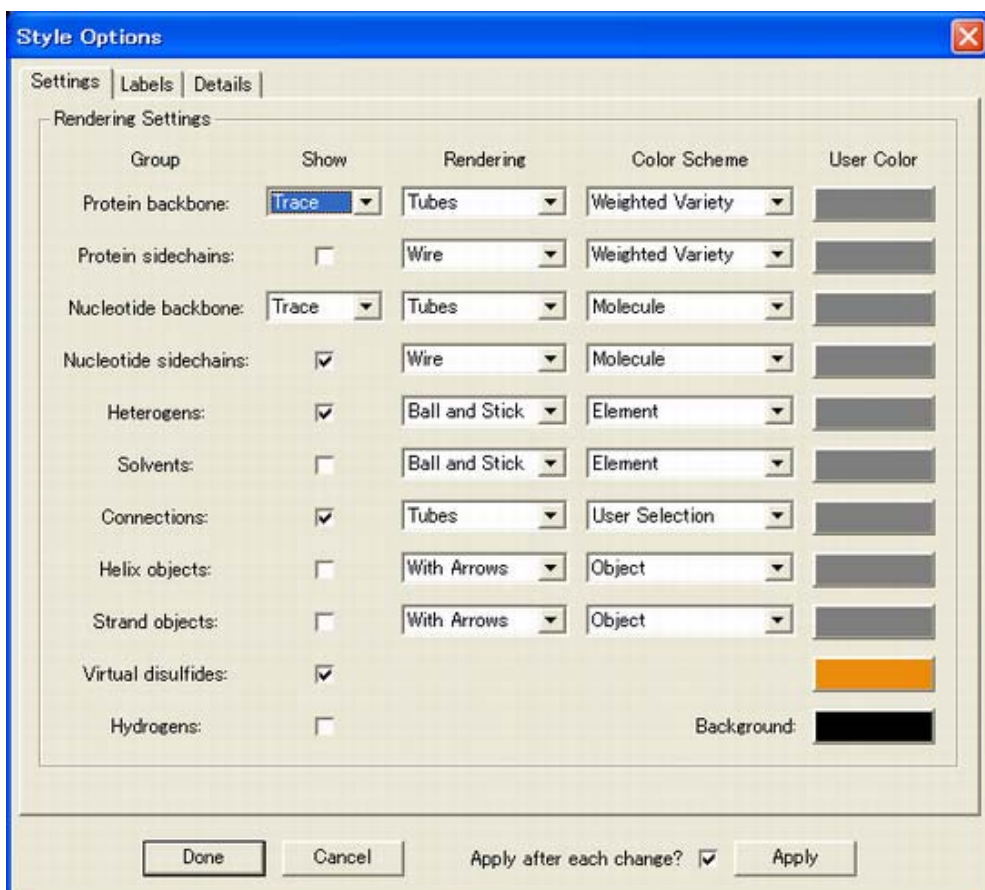 Style Options
Settings Labels Details
Rendering Settings
Group Show Rendering Color Scheme User Color
Protein backbone: Trace Tubes Weighted Variety
Protein sidechains: Wire Weighted Variety
Nucleotide backbone: Trace Tubes Molecule
Nucleotide sidechains: Wire Molecule
Heterogens: Ball and Stick Element
Solvents: Ball and Stick Element
Connections: Tubes User Selection
Helix objects: With Arrows Object
Strand objects: With Arrows Object
Virtual disulfides:
Hydrogens: Background:
Done Cancel Apply after each change? Apply